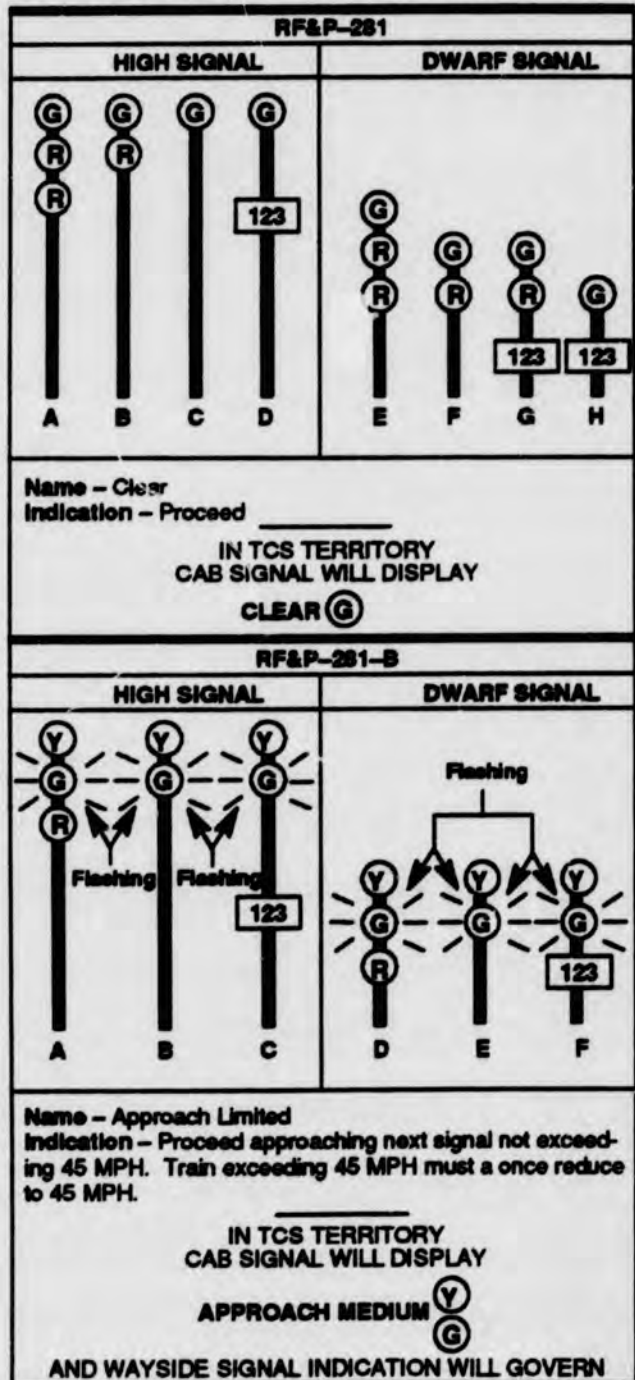 RF&P–281
HIGH SIGNAL DWARF SIGNAL
G G G G
R R
R 123
G
R G G
R R R G
123 123
A B C D E F G H
Name – Clear
Indication – Proceed
IN TCS TERRITORY
CAB SIGNAL WILL DISPLAY
CLEAR G
RF&P–281–B
HIGH SIGNAL DWARF SIGNAL
Y Y Y
G G G
R
Flashing Flashing
123
A B C
Flashing
Y Y Y
G G G
R 123
D E F
Name – Approach Limited
Indication – Proceed approaching next signal not exceed-
ing 45 MPH. Train exceeding 45 MPH must a once reduce
to 45 MPH.
IN TCS TERRITORY
CAB SIGNAL WILL DISPLAY
APPROACH MEDIUM Y
G
AND WAYSIDE SIGNAL INDICATION WILL GOVERN